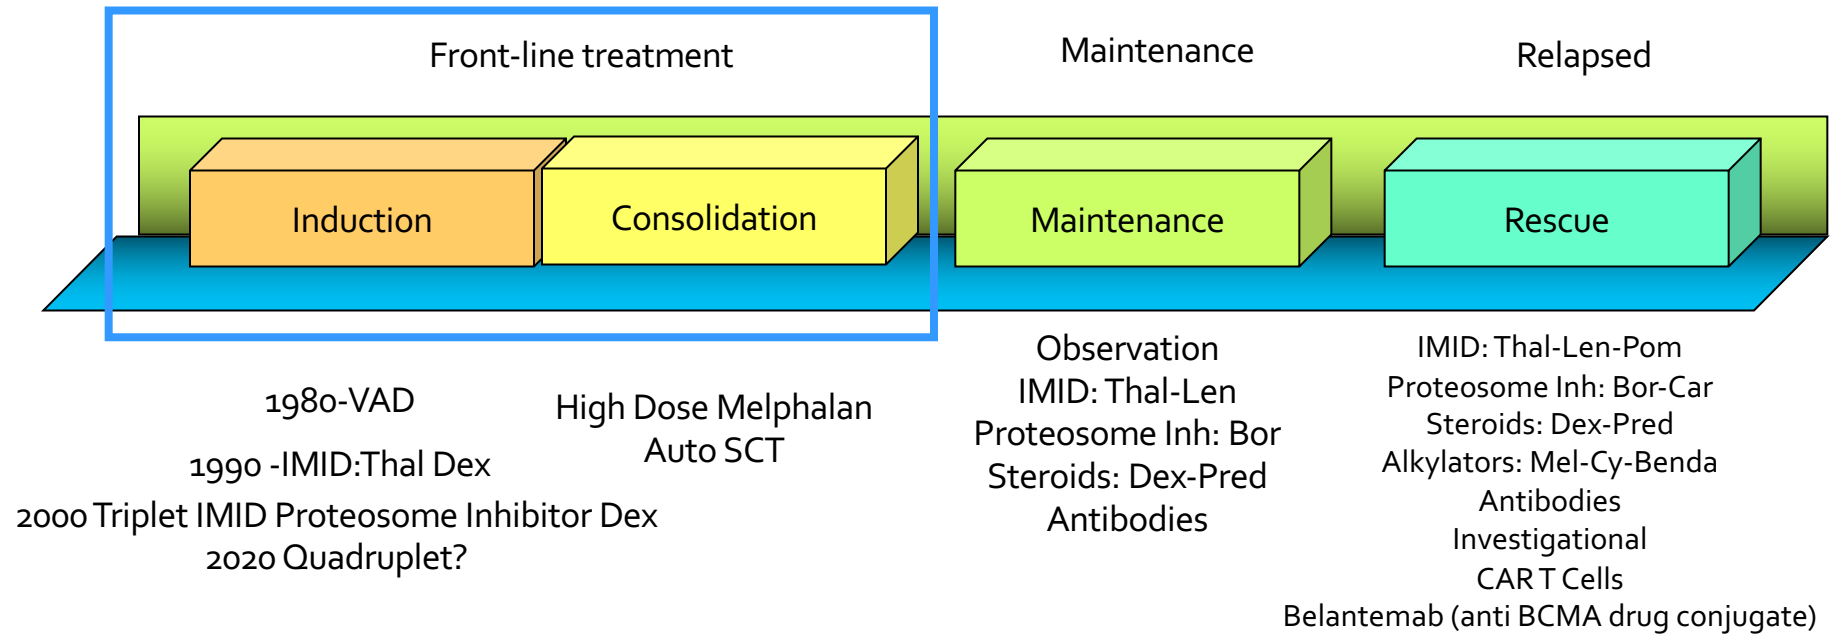 Front-line treatment
Maintenance
Relapsed
Induction
Consolidation
Maintenance
Rescue
1980-VAD
1990 -IMID:Thal Dex
2000 Triplet IMID Proteosome Inhibitor Dex
2020 Quadruplet?
High Dose Melphalan
Auto SCT
Observation
IMID: Thal-Len
Proteosome Inh: Bor
Steroids: Dex-Pred
Antibodies
IMID: Thal-Len-Pom
Proteosome Inh: Bor-Car
Steroids: Dex-Pred
Alkylators: Mel-Cy-Benda
Antibodies
Investigational
CAR T Cells
Belantemab (anti BCMA drug conjugate)